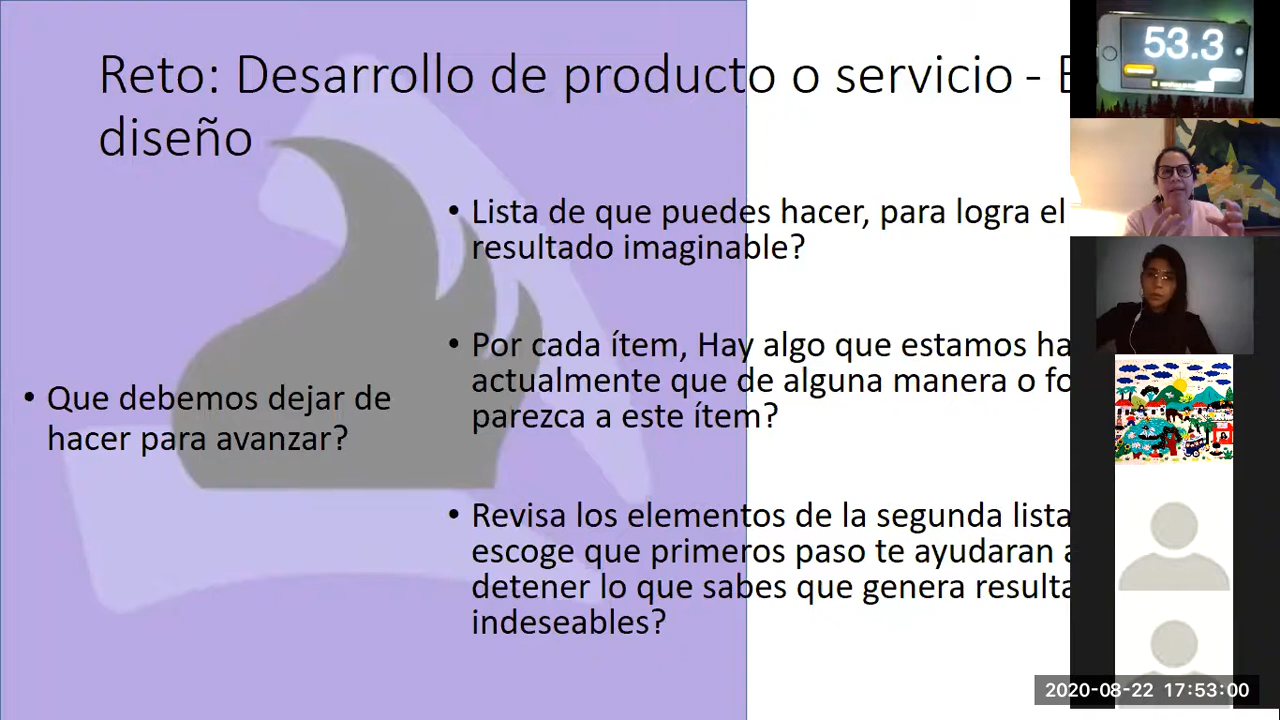 Reto: Desarrollo de producto o servicio -
diseño
• Lista de que puedes hacer, para logra el
resultado imaginable?
• Por cada ítem, Hay algo que estamos
actualmente que de alguna manera o
parezca a este ítem?
• Que debemos dejar de
hacer para avanzar?
• Revisa los elementos de la segunda lista
escoge que primeros paso te ayudaran
detener lo que sabes que genera
indeseables?
53.3
2020-08-22 17:53:00